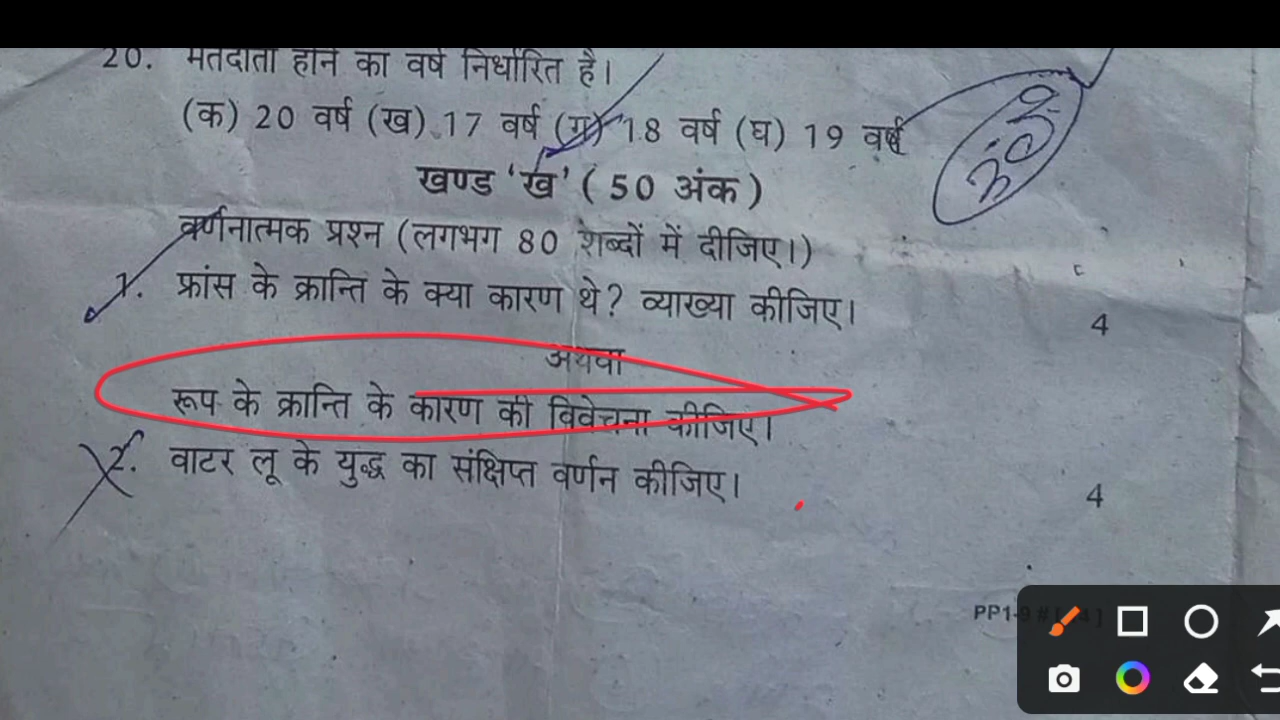 20. मतदाता होने का वर्ष निर्धारित है।
(क) 20 वर्ष (ख) 17 वर्ष (ग) 18 वर्ष (घ) 19 वर्ष
खण्ड 'ख' ( 50 अंक )
वर्णनात्मक प्रश्न (लगभग 80 शब्दों में दीजिए।)
1. फ्रांस के क्रान्ति के क्या कारण थे? व्याख्या कीजिए।
4
अथवा
रूप के क्रान्ति के कारण की विवेचना कीजिए।
2. वाटर लू के युद्ध का संक्षिप्त वर्णन कीजिए।
4